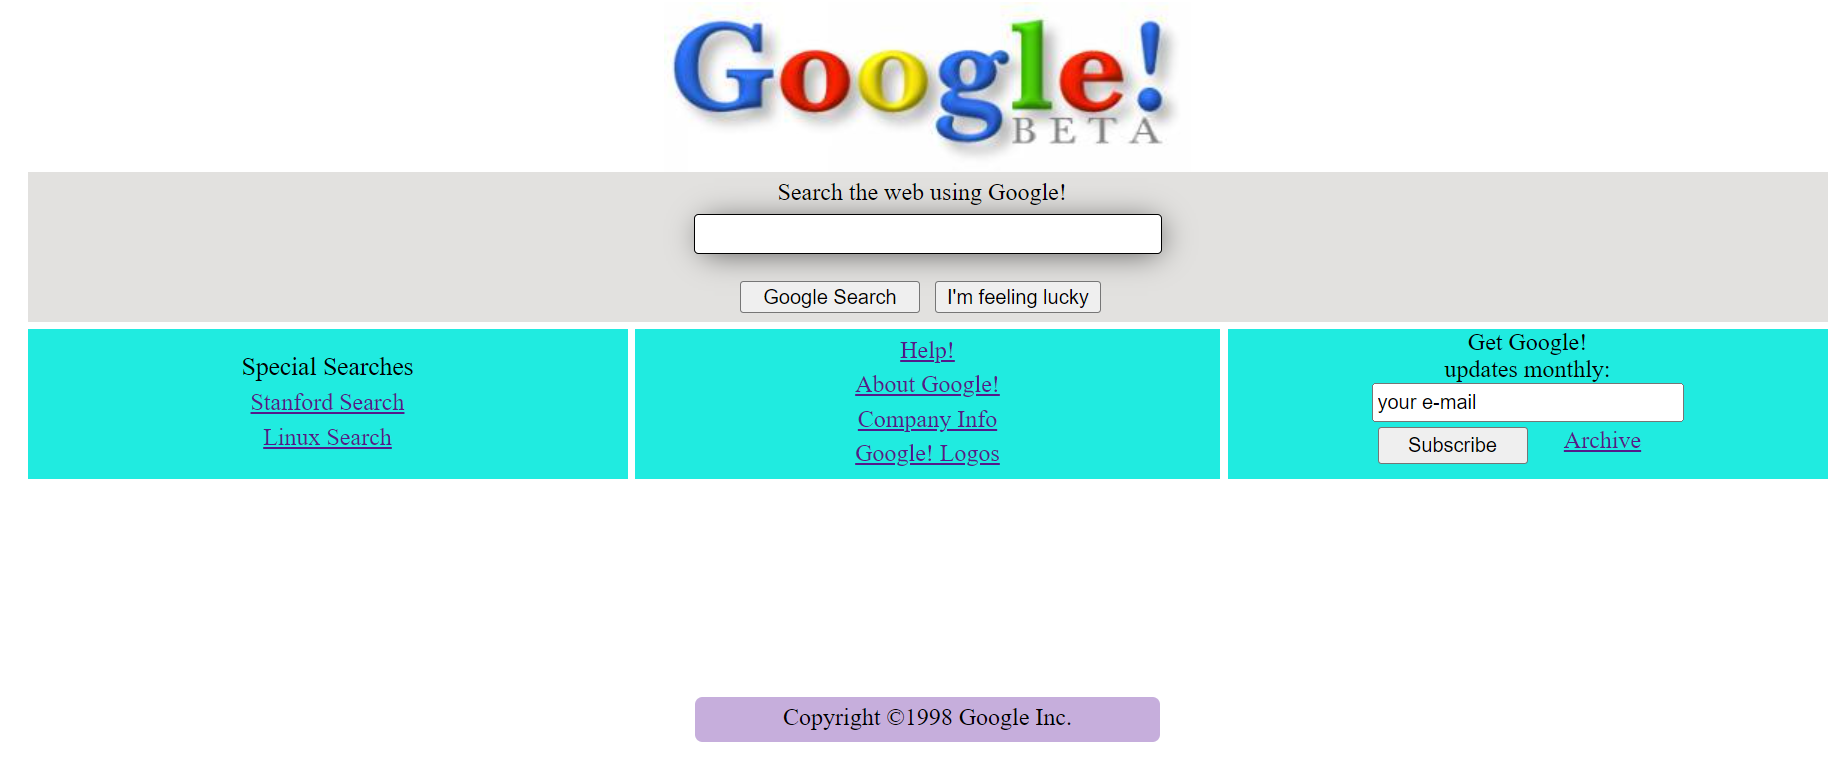 Google!
BETA
Search the web using Google!
Google Search
I'm feeling lucky
Special Searches
Stanford Search
Linux Search
Help!
About Google!
Company Info
Google! Logos
Get Google!
updates monthly:
your e-mail
Subscribe
Archive
Copyright ©1998 Google Inc.